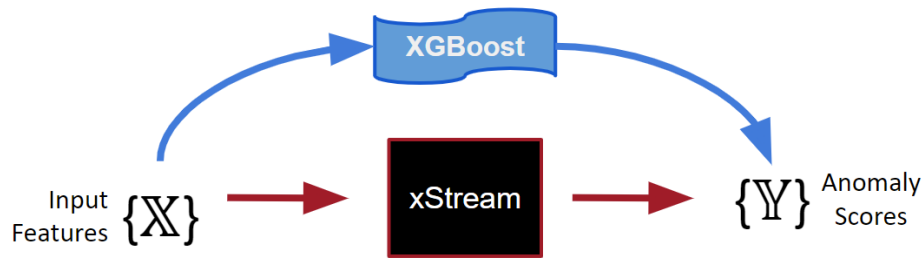 XGBoost
Input
Features
{𝕏}
xStream
{𝕐}
Anomaly
Scores